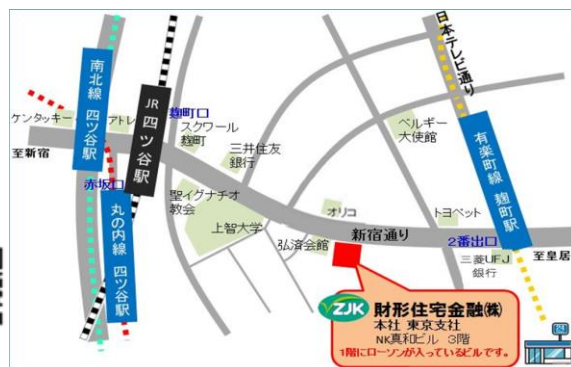 日本テレビ通り
南北線 四ツ谷駅
JR 四ツ谷駅
麹町口
ケンタッキー
アトレ
スクワール
麹町
三井住友
銀行
ベルギー
大使館
有楽町線 麹町駅
至新宿
赤坂口
丸の内線 四ツ谷駅
聖イグナチオ
教会
上智大学
オリコ
トヨペット
弘済会館
新宿通り
2番出口
三菱UFJ
銀行
至皇居
ZJK 財形住宅金融㈱
本社 東京支社
NK真和ビル 3階
1階にローソンが入っているビルです。